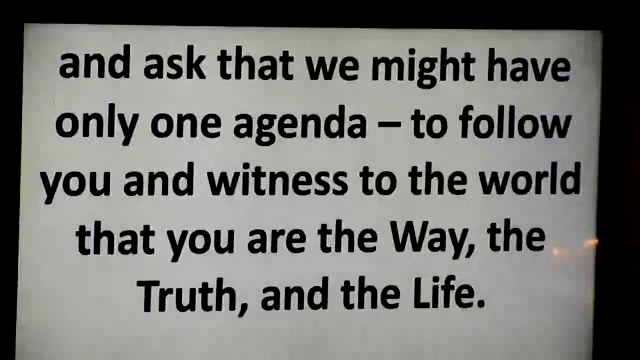 and ask that we might have
only one agenda – to follow
you and witness to the world
that you are the Way, the
Truth, and the Life.